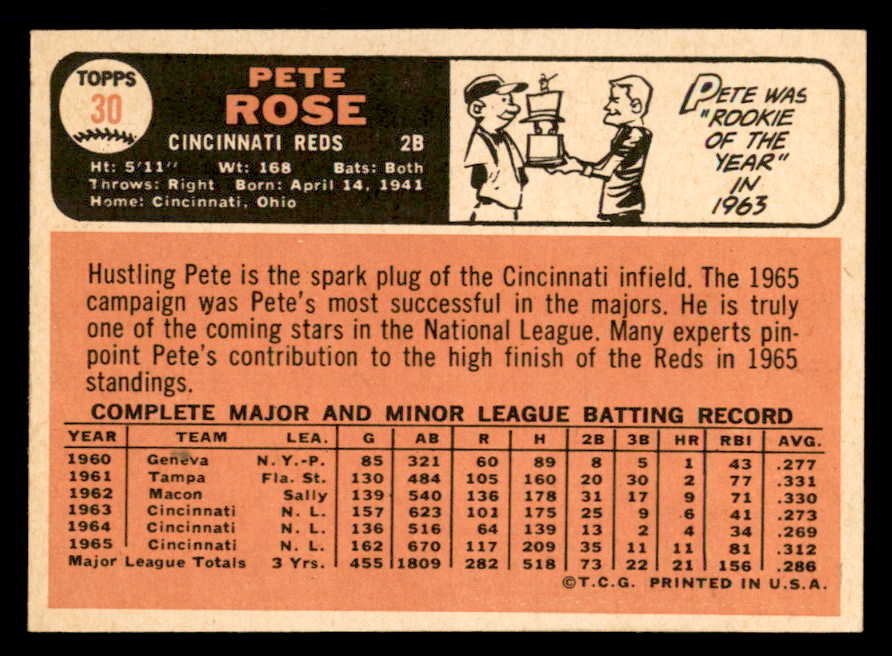 TOPPS
30
PETE
ROSE
CINCINNATI REDS 2B
Ht: 5'11" Wt: 168 Bats: Both
Throws: Right Born: April 14, 1941
Home: Cincinnati, Ohio
PETE WAS
"ROOKIE
OF THE
YEAR"
IN
1963
Hustling Pete is the spark plug of the Cincinnati infield. The 1965
campaign was Pete's most successful in the majors. He is truly
one of the coming stars in the National League. Many experts pin-
point Pete's contribution to the high finish of the Reds in 1965
standings.
COMPLETE MAJOR AND MINOR LEAGUE BATTING RECORD
YEAR TEAM LEA. G AB R H 2B 3B HR RBI AVG.
1960 Geneva N.Y.-P. 85 321 60 89 8 5 1 43 .277
1961 Tampa Fla. St. 130 484 105 160 20 30 2 77 .331
1962 Macon Sally 139 540 136 178 31 17 9 71 .330
1963 Cincinnati N. L. 157 623 101 175 25 9 6 41 .273
1964 Cincinnati N. L. 136 516 64 139 13 2 4 34 .269
1965 Cincinnati N. L. 162 670 117 209 35 11 11 81 .312
Major League Totals 3 Yrs. 455 1809 282 518 73 22 21 156 .286
©T.C.G. PRINTED IN U.S.A.